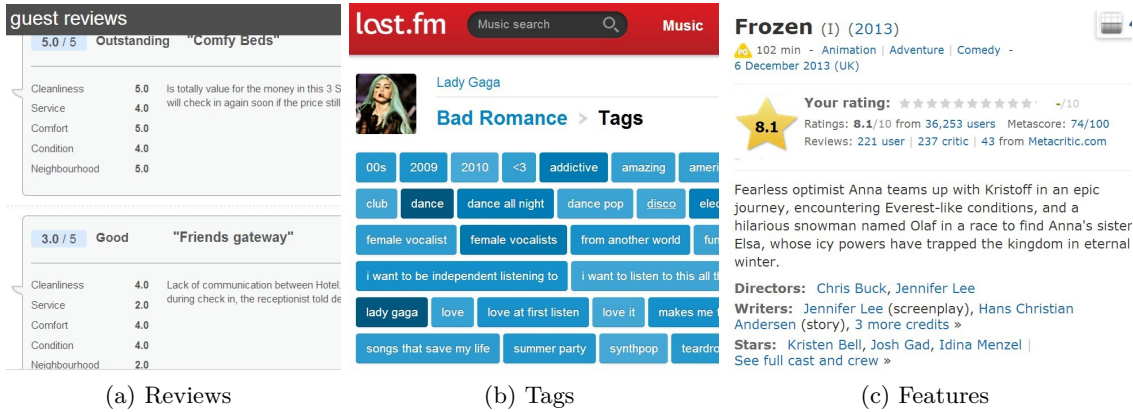 guest reviews
5.0 / 5 Outstanding "Comfy Beds"
Cleanliness 5.0 Is totally value for the money in this 3 S
Service 4.0 will check in again soon if the price still
Comfort 5.0
Condition 4.0
Neighbourhood 5.0
3.0 / 5 Good "Friends gateway"
Cleanliness 4.0 Lack of communication between Hotel.
Service 2.0 during check in, the receptionist told de
Comfort 4.0
Condition 4.0
Neighbourhood 2.0
(a) Reviews
last.fm Music search Music
Lady Gaga
Bad Romance > Tags
00s 2009 2010 <3 addictive amazing ameri
club dance dance all night dance pop disco elec
female vocalist female vocalists from another world fun
i want to be independent listening to i want to listen to this all th
lady gaga love love at first listen love it makes me
songs that save my life summer party synthpop teardro
(b) Tags
Frozen (I) (2013)
PG 102 min - Animation | Adventure | Comedy -
6 December 2013 (UK)
8.1
Your rating: -/10
Ratings: 8.1/10 from 36,253 users Metascore: 74/100
Reviews: 221 user | 237 critic | 43 from Metacritic.com
Fearless optimist Anna teams up with Kristoff in an epic
journey, encountering Everest-like conditions, and a
hilarious snowman named Olaf in a race to find Anna's sister
Elsa, whose icy powers have trapped the kingdom in eternal
winter.
Directors: Chris Buck, Jennifer Lee
Writers: Jennifer Lee (screenplay), Hans Christian
Andersen (story), 3 more credits »
Stars: Kristen Bell, Josh Gad, Idina Menzel |
See full cast and crew »
(c) Features